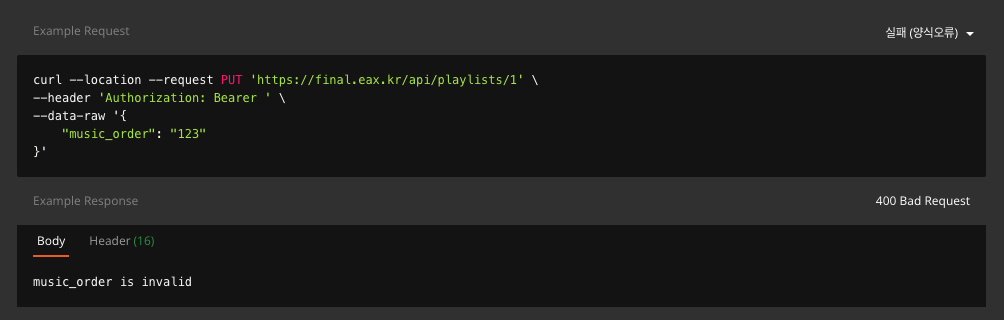 Example Request
실패 (양식오류)
curl --location --request PUT 'https://final.eax.kr/api/playlists/1' \
--header 'Authorization: Bearer ' \
--data-raw '{
    "music_order": "123"
}'
Example Response
400 Bad Request
Body Header (16)
music_order is invalid